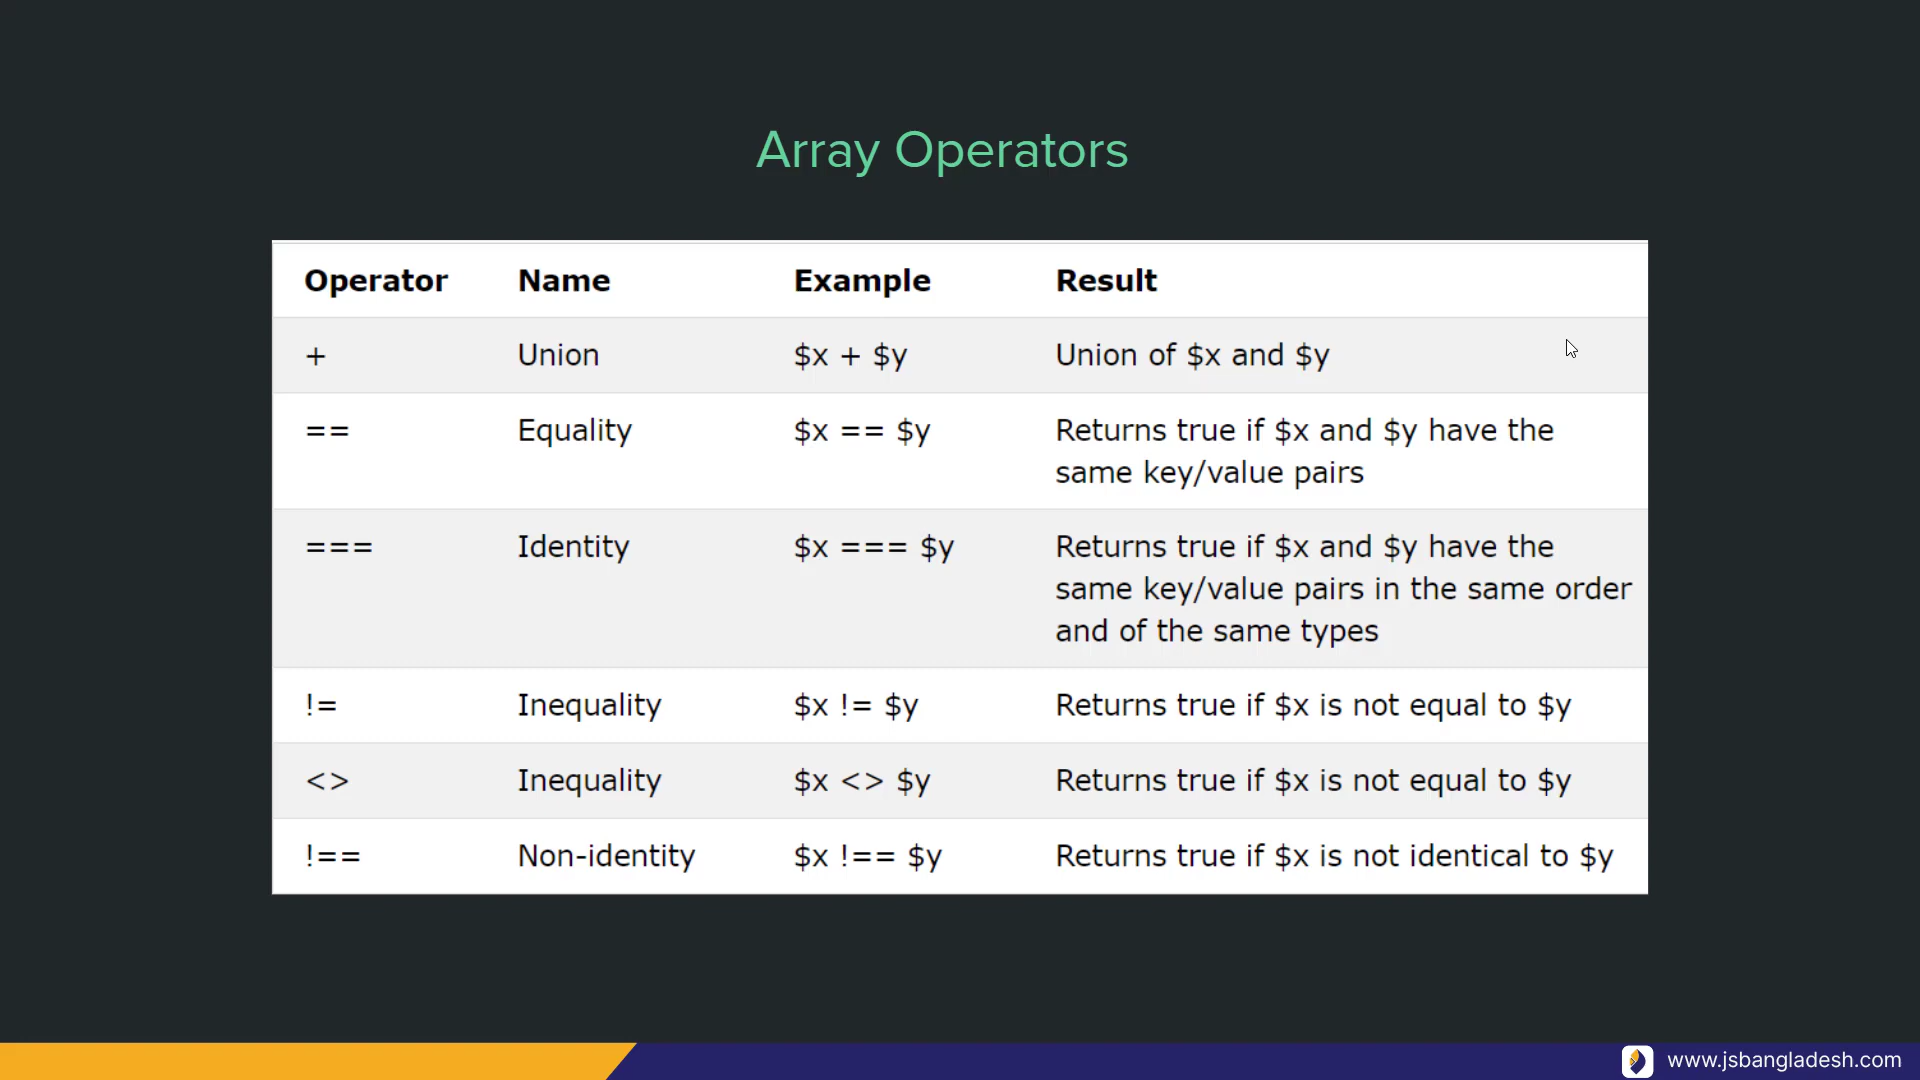 Array Operators
Operator Name Example Result
+ Union $x + $y Union of $x and $y
== Equality $x == $y Returns true if $x and $y have the
same key/value pairs
=== Identity $x === $y Returns true if $x and $y have the
same key/value pairs in the same order
and of the same types
!= Inequality $x != $y Returns true if $x is not equal to $y
<> Inequality $x <> $y Returns true if $x is not equal to $y
!== Non-identity $x !== $y Returns true if $x is not identical to $y
www.jsbangladesh.com